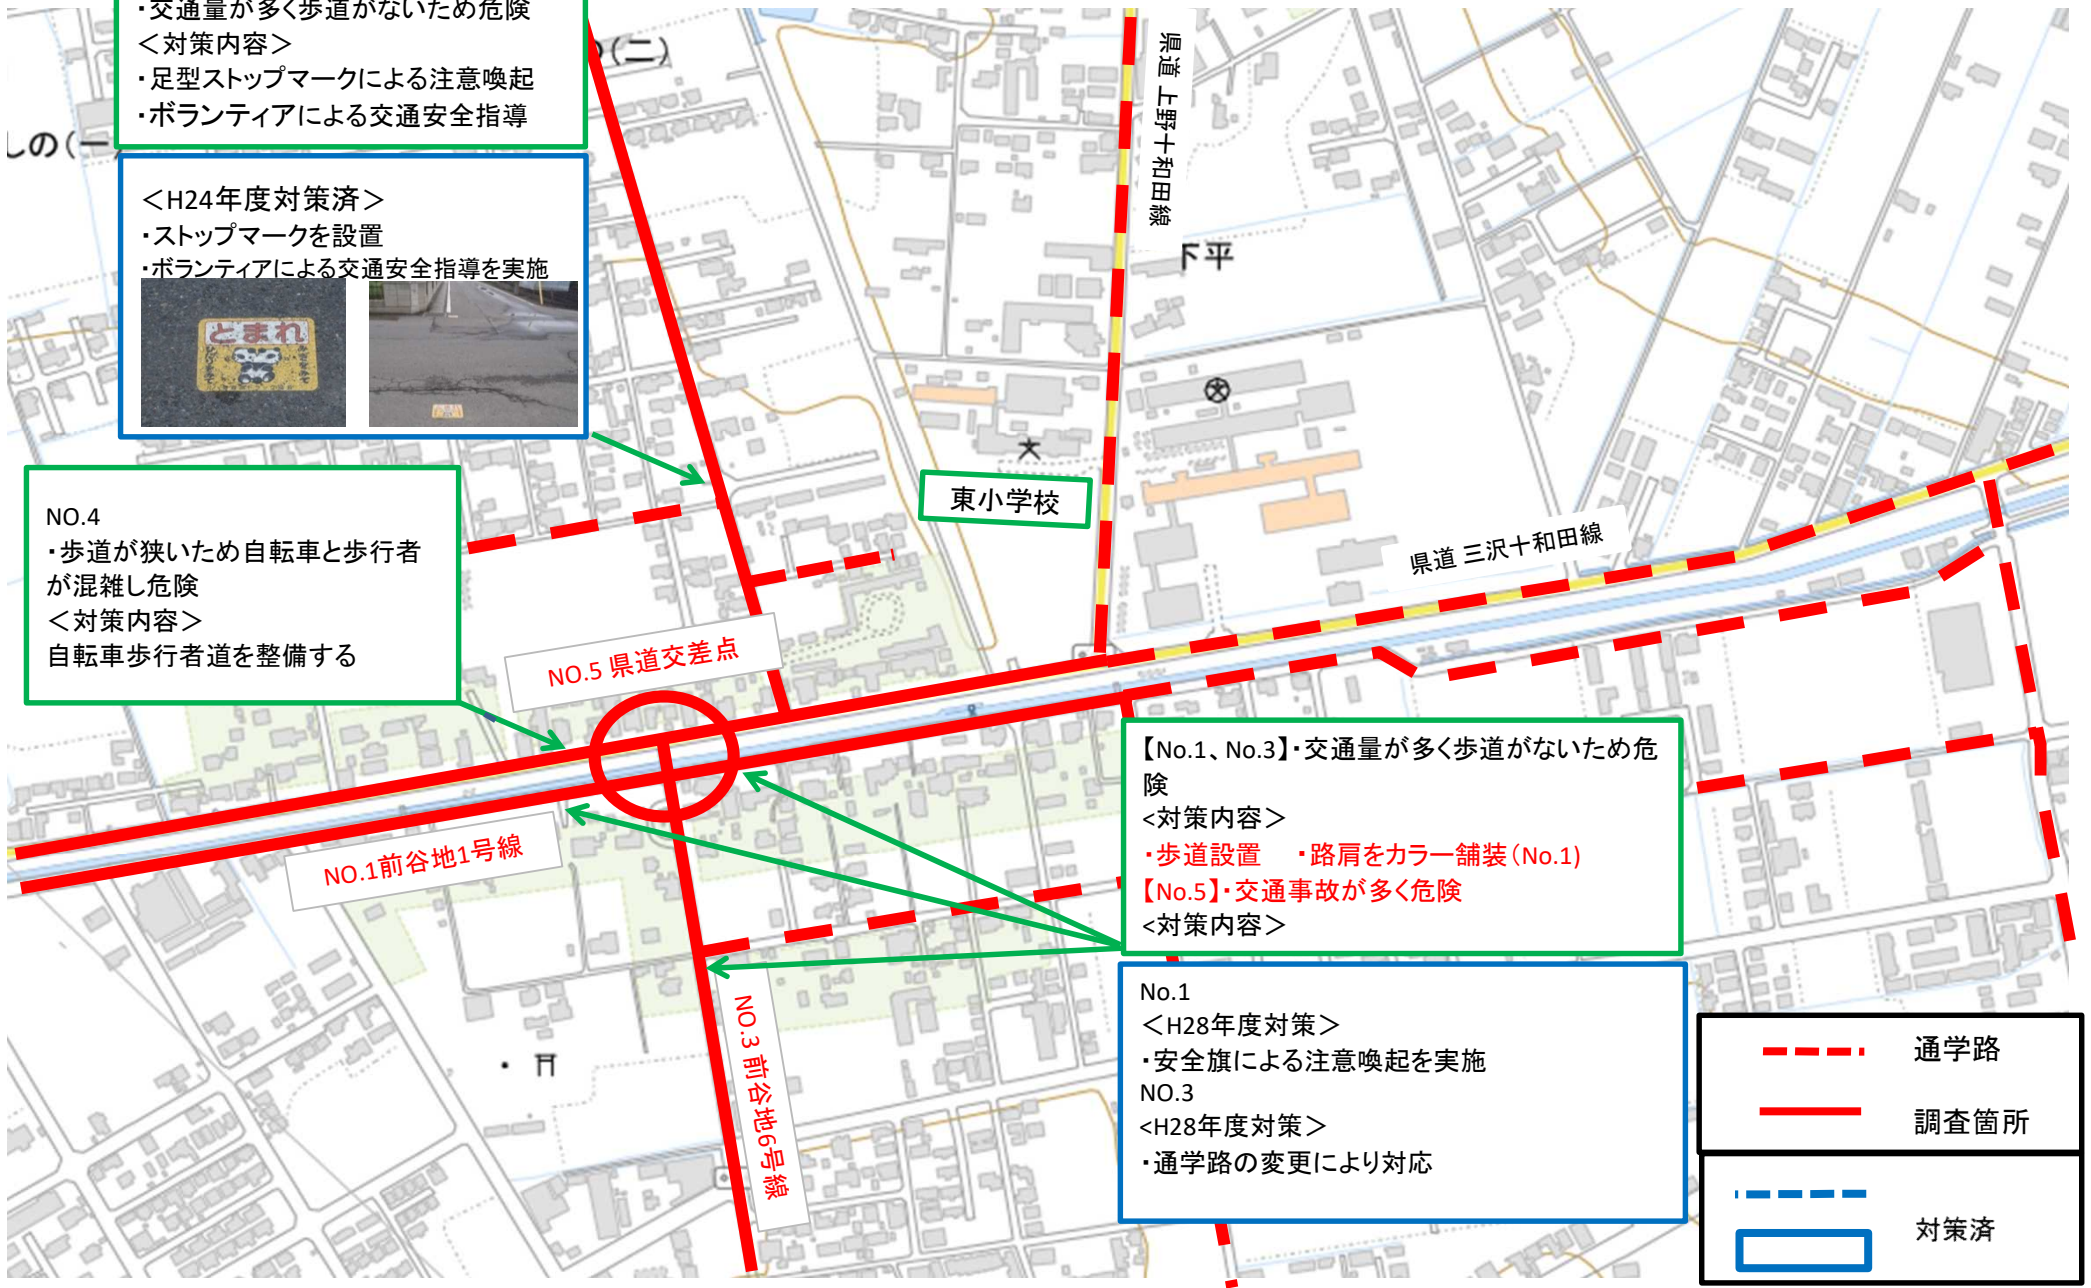 ・交通量が多く歩道がないため危険
＜対策内容＞
・足型ストップマークによる注意喚起
・ボランティアによる交通安全指導
の(二)
しの(一
＜H24年度対策済＞
・ストップマークを設置
・ボランティアによる交通安全指導を実施
とまれ
県道 上野十和田線
下平
東小学校
県道 三沢十和田線
NO.4
・歩道が狭いため自転車と歩行者
が混雑し危険
＜対策内容＞
自転車歩行者道を整備する
NO.5 県道交差点
NO.1前谷地1号線
NO.3 前谷地6号線
【No.1、No.3】・交通量が多く歩道がないため危
険
<対策内容＞
・歩道設置　・路肩をカラー舗装（No.1)
【No.5】・交通事故が多く危険
<対策内容＞
No.1
＜H28年度対策＞
・安全旗による注意喚起を実施
NO.3
<H28年度対策＞
・通学路の変更により対応
通学路
調査箇所
対策済